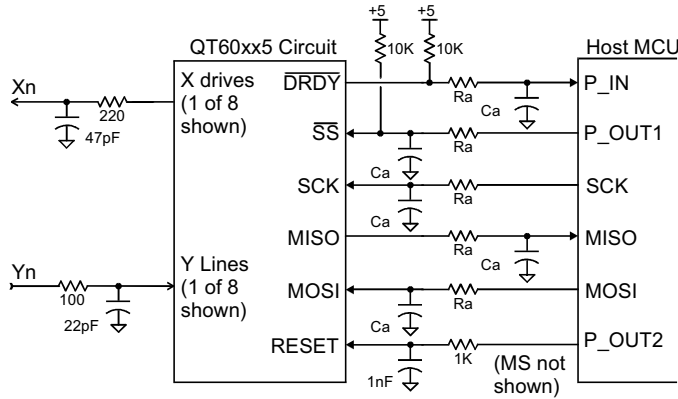 +5 +5
QT60xx5 Circuit
10K 10K
Host MCU
Xn
X drives
(1 of 8
shown)
DRDY
P_IN
220
Ra
Ca
47pF
SS
P_OUT1
Ca
Ra
SCK
SCK
Ca
Ra
MISO
MISO
Ra
Ca
Yn
Y Lines
(1 of 8
shown)
100
MOSI
MOSI
22pF
Ca
Ra
RESET
P_OUT2
1K
1nF
(MS not
shown)